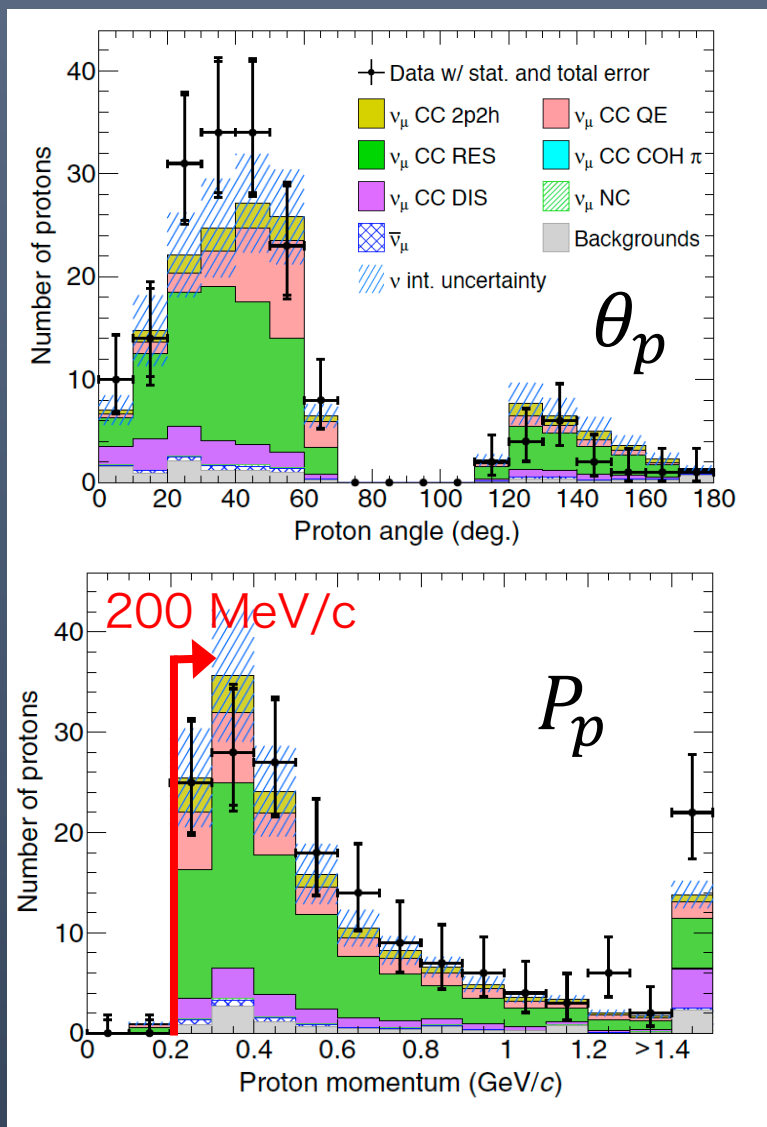 40
30
20
10
0
Number of protons
Data w/ stat. and total error
νμ CC 2p2h
νμ CC QE
νμ CC RES
νμ CC COH π
νμ CC DIS
νμ NC
ν̅μ
Backgrounds
ν int. uncertainty
θp
0 20 40 60 80 100 120 140 160 180
Proton angle (deg.)
200 MeV/c
40
30
20
10
0
Number of protons
Pp
0 0.2 0.4 0.6 0.8 1 1.2 >1.4
Proton momentum (GeV/c)